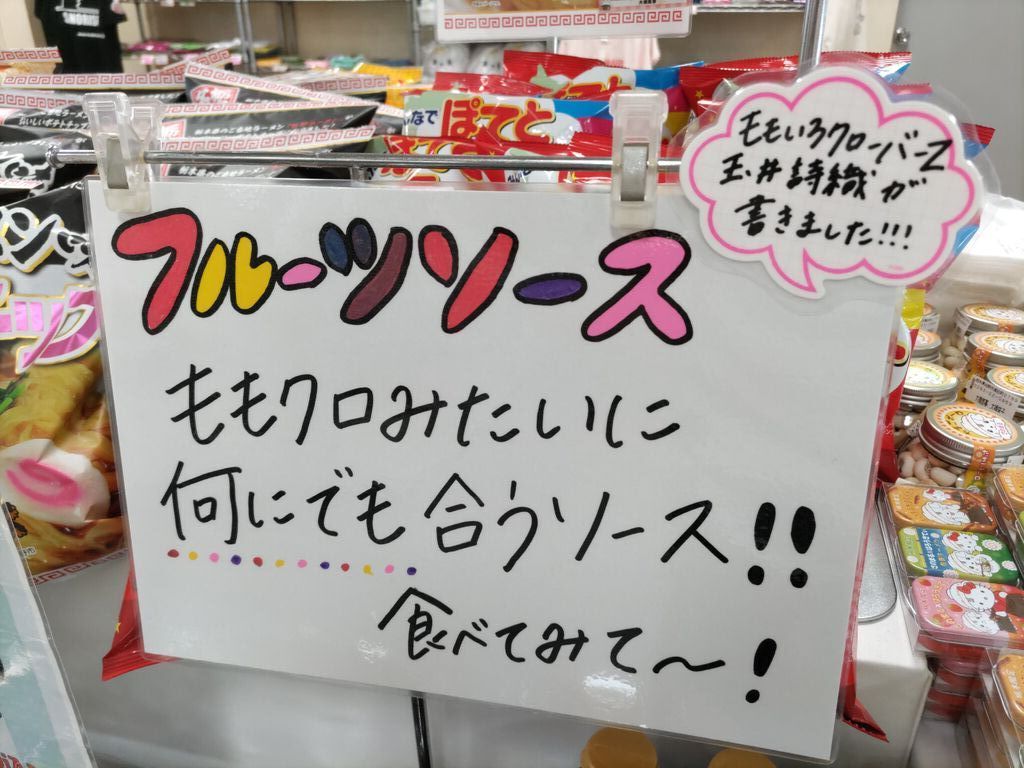 ももいろクローバーZ
玉井詩織が
書きました!!!
フルーツソース
ももクロみたいに
何にでも合うソース!!
食べてみて〜!
ぽてと